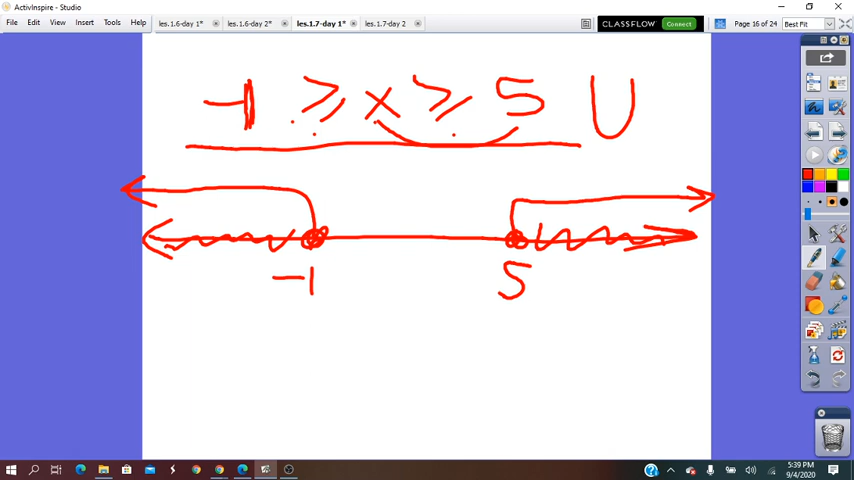 ActivInspire - Studio
File Edit View Insert Tools Help
les.1.6-day 1* les.1.6-day 2* les.1.7-day 1* les.1.7-day 2
CLASSFLOW Connect
Page 16 of 24 Best Fit
-1 ≥ x ≥ 5 U
-1 5
5:39 PM
9/4/2020